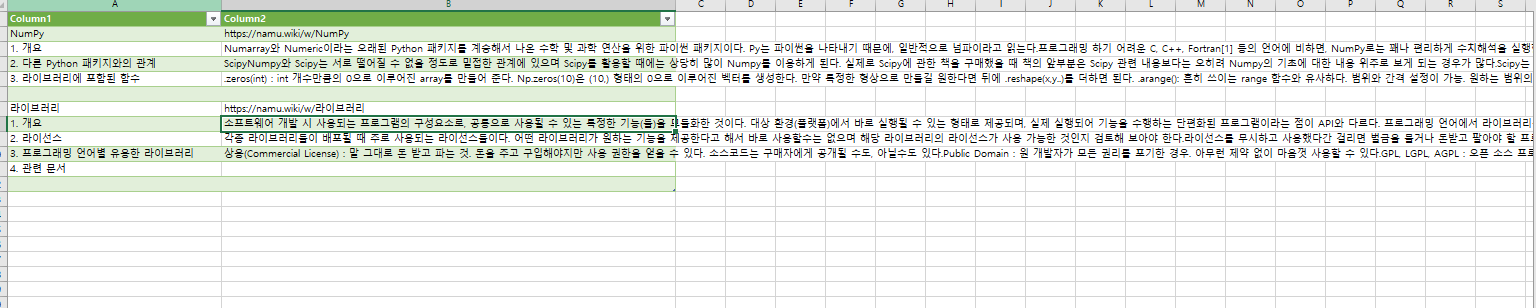 A B C D E F G H I J K L M N O P Q R S
Column1 Column2
NumPy https://namu.wiki/w/NumPy
1. 개요 Numarray와 Numeric이라는 오래된 Python 패키지를 계승해서 나온 수학 및 과학 연산을 위한 파이썬 패키지이다. Py는 파이썬을 나타내기 때문에, 일반적으로 넘파이라고 읽는다.프로그래밍 하기 어려운 C, C++, Fortran[1] 등의 언어에 비하면, NumPy로는 꽤나 편리하게 수치해석을 실행
2. 다른 Python 패키지와의 관계 ScipyNumpy와 Scipy는 서로 떨어질 수 없을 정도로 밀접한 관계에 있으며 Scipy를 활용할 때에는 상당히 많이 Numpy를 이용하게 된다. 실제로 Scipy에 관한 책을 구매했을 때 책의 앞부분은 Scipy 관련 내용보다는 오히려 Numpy의 기초에 대한 내용 위주로 보게 되는 경우가 많다.Scipy는
3. 라이브러리에 포함된 함수 .zeros(int) : int 개수만큼의 0으로 이루어진 array를 만들어 준다. Np.zeros(10)은 (10,) 형태의 0으로 이루어진 벡터를 생성한다. 만약 특정한 형상으로 만들길 원한다면 뒤에 .reshape(x,y..)를 더하면 된다. .arange(): 흔히 쓰이는 range 함수와 유사하다. 범위와 간격 설정이 가능. 원하는 범위의
라이브러리 https://namu.wiki/w/라이브러리
1. 개요 소프트웨어 개발 시 사용되는 프로그램의 구성요소로, 공통으로 사용될 수 있는 특정한 기능(들)을 모듈화한 것이다. 대상 환경(플랫폼)에서 바로 실행될 수 있는 형태로 제공되며, 실제 실행되어 기능을 수행하는 단편화된 프로그램이라는 점이 API와 다르다. 프로그래밍 언어에서 라이브러리
2. 라이선스 각종 라이브러리들이 배포될 때 주로 사용되는 라이선스들이다. 어떤 라이브러리가 원하는 기능을 제공한다고 해서 바로 사용할수는 없으며 해당 라이브러리의 라이선스가 사용 가능한 것인지 검토해 보아야 한다.라이선스를 무시하고 사용했다간 걸리면 벌금을 물거나 돈받고 팔아야 할 프로
3. 프로그래밍 언어별 유용한 라이브러리 상용(Commercial License) : 말 그대로 돈 받고 파는 것. 돈을 주고 구입해야지만 사용 권한을 얻을 수 있다. 소스코드는 구매자에게 공개될 수도, 아닐수도 있다.Public Domain : 원 개발자가 모든 권리를 포기한 경우. 아무런 제약 없이 마음껏 사용할 수 있다.GPL, LGPL, AGPL : 오픈 소스 프로
4. 관련 문서